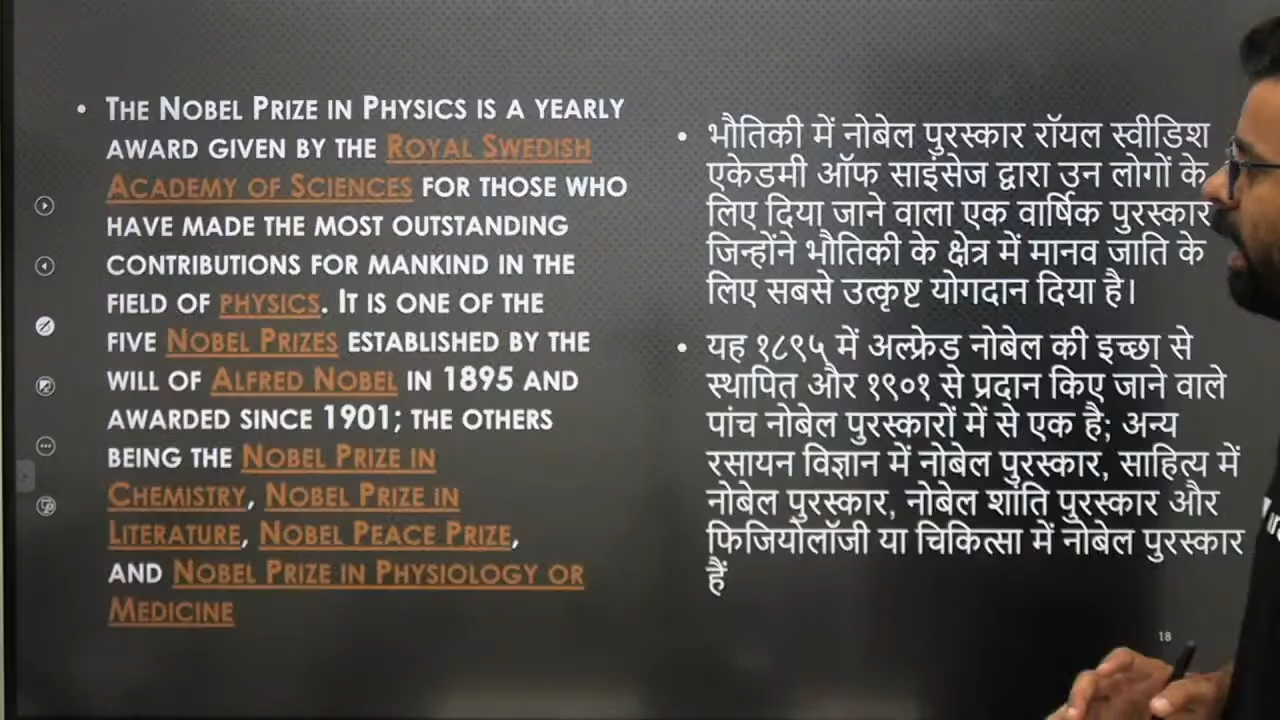 The Nobel Prize in Physics is a yearly
award given by the Royal Swedish
Academy of Sciences for those who
have made the most outstanding
contributions for mankind in the
field of physics. It is one of the
five Nobel Prizes established by the
will of Alfred Nobel in 1895 and
awarded since 1901; the others
being the Nobel Prize in
Chemistry, Nobel Prize in
Literature, Nobel Peace Prize,
and Nobel Prize in Physiology or
Medicine
भौतिकी में नोबेल पुरस्कार रॉयल स्वीडिश
एकेडमी ऑफ साइंसेज द्वारा उन लोगों के
लिए दिया जाने वाला एक वार्षिक पुरस्कार
जिन्होंने भौतिकी के क्षेत्र में मानव जाति के
लिए सबसे उत्कृष्ट योगदान दिया है।
यह १८९५ में अल्फ्रेड नोबेल की इच्छा से
स्थापित और १९०१ से प्रदान किए जाने वाले
पांच नोबेल पुरस्कारों में से एक है; अन्य
रसायन विज्ञान में नोबेल पुरस्कार, साहित्य में
नोबेल पुरस्कार, नोबेल शांति पुरस्कार और
फिजियोलॉजी या चिकित्सा में नोबेल पुरस्कार
हैं
18